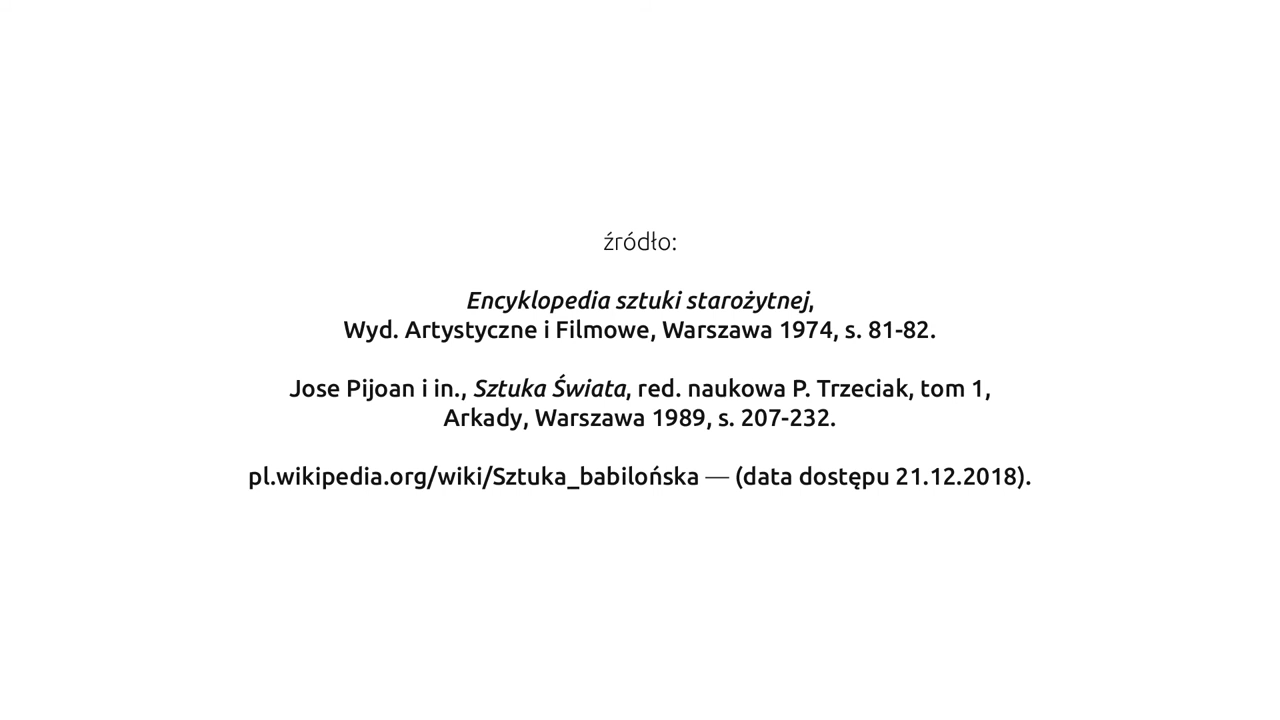 źródło:
Encyklopedia sztuki starożytnej,
Wyd. Artystyczne i Filmowe, Warszawa 1974, s. 81-82.
Jose Pijoan i in., Sztuka Świata, red. naukowa P. Trzeciak, tom 1,
Arkady, Warszawa 1989, s. 207-232.
pl.wikipedia.org/wiki/Sztuka_babilońska — (data dostępu 21.12.2018).